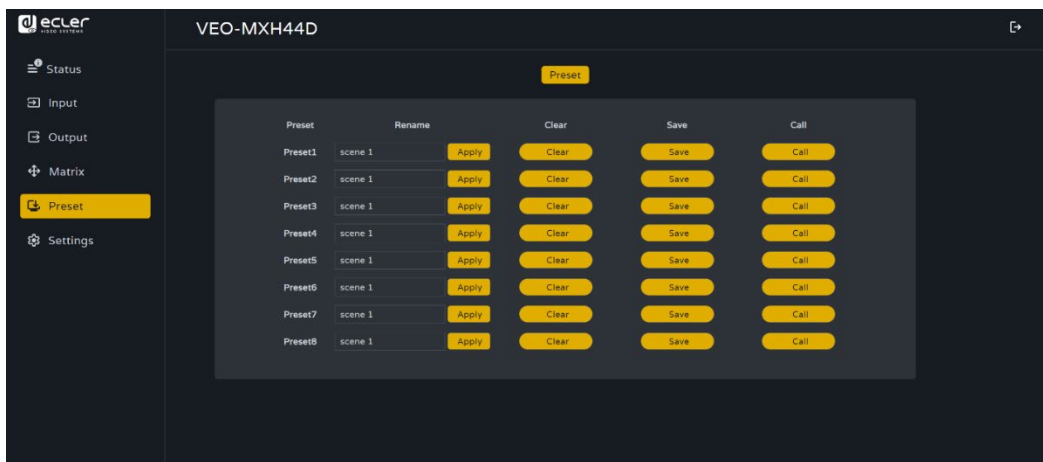 ecler
VIDEO SYSTEMS
VEO-MXH44D
Status
Input
Output
Matrix
Preset
Settings
Preset
Preset Rename Clear Save Call
Preset1 scene 1 Apply Clear Save Call
Preset2 scene 1 Apply Clear Save Call
Preset3 scene 1 Apply Clear Save Call
Preset4 scene 1 Apply Clear Save Call
Preset5 scene 1 Apply Clear Save Call
Preset6 scene 1 Apply Clear Save Call
Preset7 scene 1 Apply Clear Save Call
Preset8 scene 1 Apply Clear Save Call